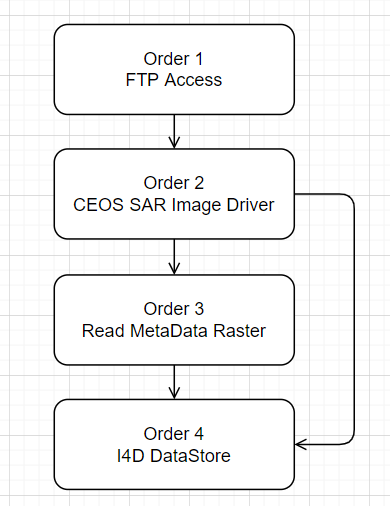 Order 1
FTP Access
Order 2
CEOS SAR Image Driver
Order 3
Read MetaData Raster
Order 4
I4D DataStore